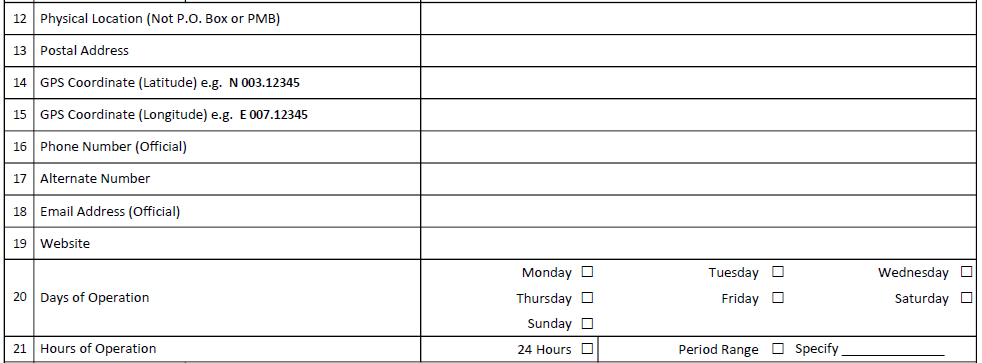 12 Physical Location (Not P.O. Box or PMB)
13 Postal Address
14 GPS Coordinate (Latitude) e.g. N 003.12345
15 GPS Coordinate (Longitude) e.g. E 007.12345
16 Phone Number (Official)
17 Alternate Number
18 Email Address (Official)
19 Website
20 Days of Operation
Monday ☐ Tuesday ☐ Wednesday ☐
Thursday ☐ Friday ☐ Saturday ☐
Sunday ☐
21 Hours of Operation 24 Hours ☐ Period Range ☐ Specify _______________